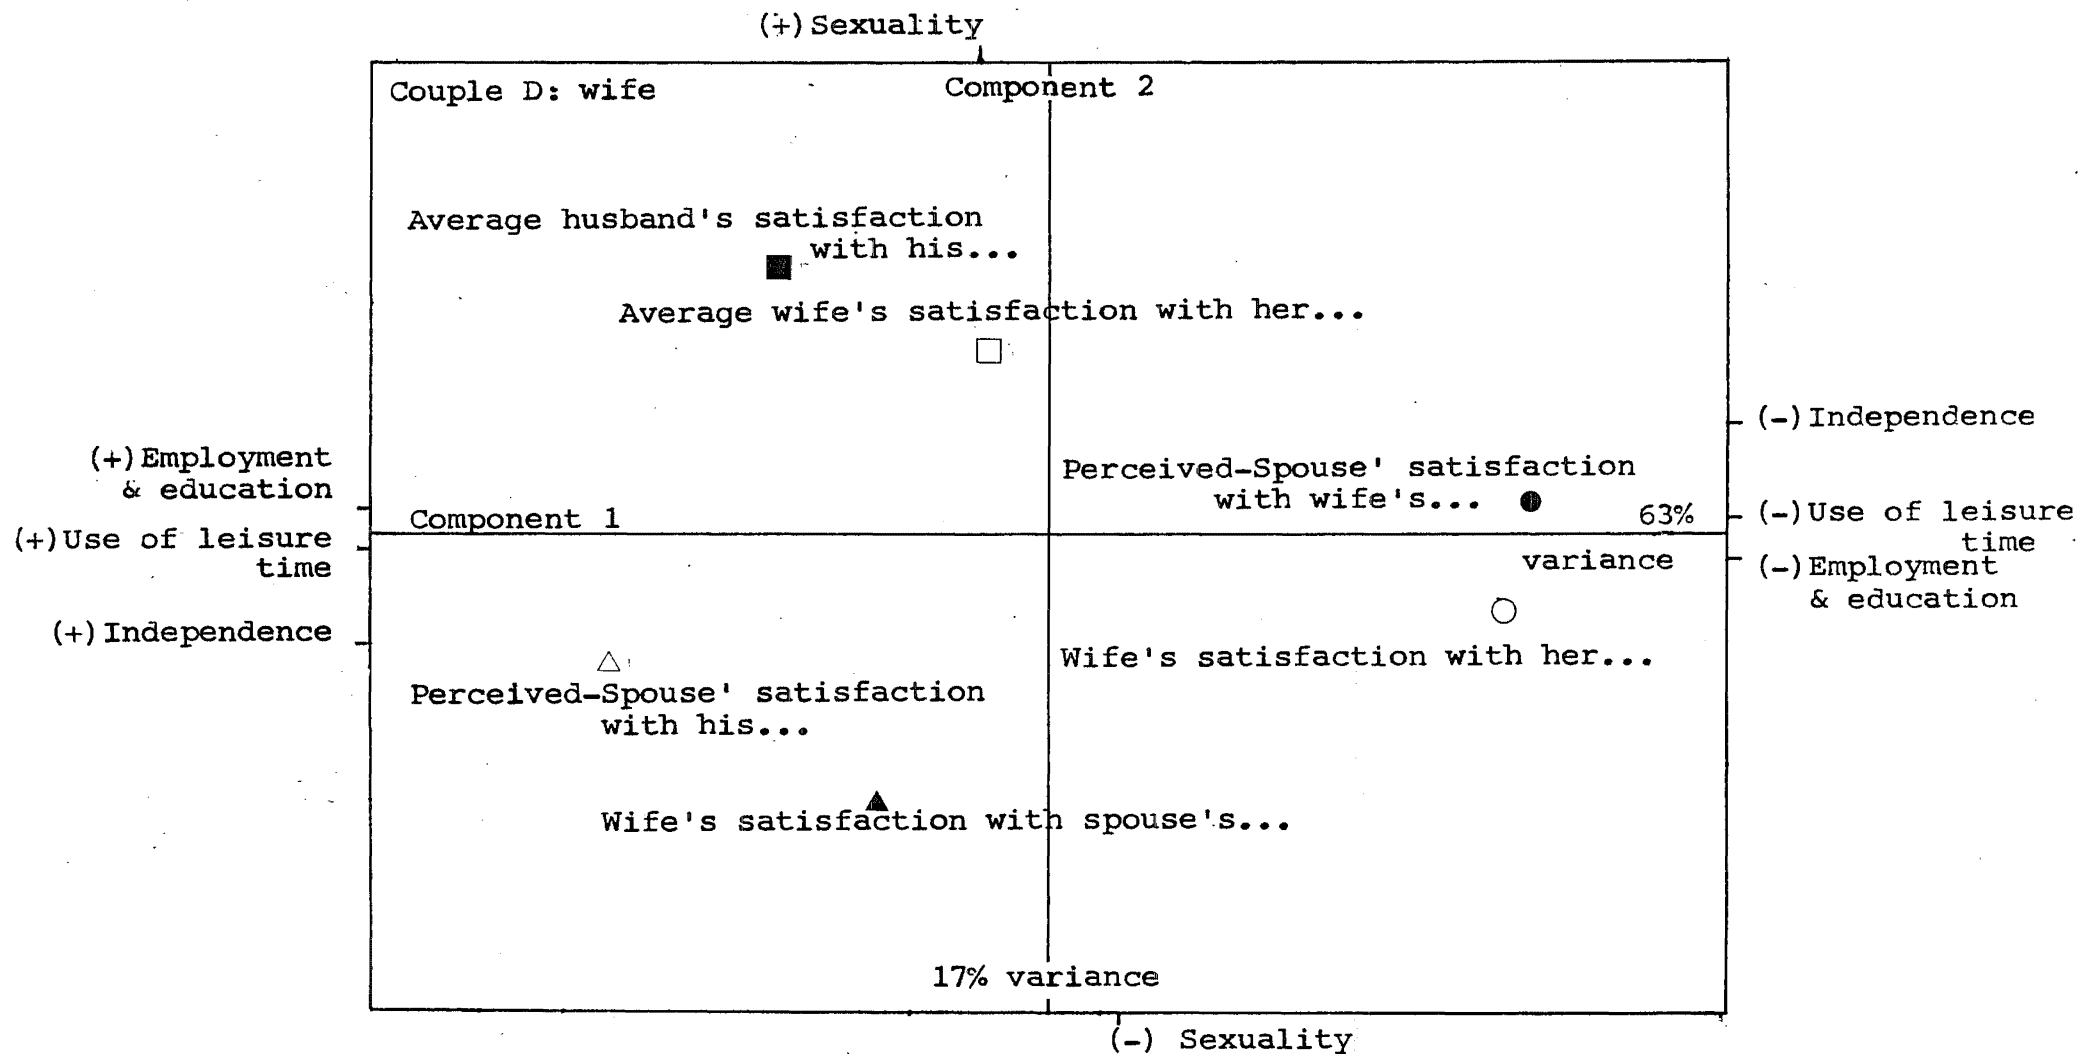 (+)Sexuality
Couple D: wife
Component 2
Average husband's satisfaction
with his...
Average wife's satisfaction with her...
(-)Independence
(+)Employment
& education
Perceived-Spouse' satisfaction
with wife's...
Component 1
63%
(-)Use of leisure
time
(+)Use of leisure
time
variance
(-)Employment
& education
(+)Independence
Wife's satisfaction with her...
Perceived-Spouse' satisfaction
with his...
Wife's satisfaction with spouse's...
17% variance
(-) Sexuality